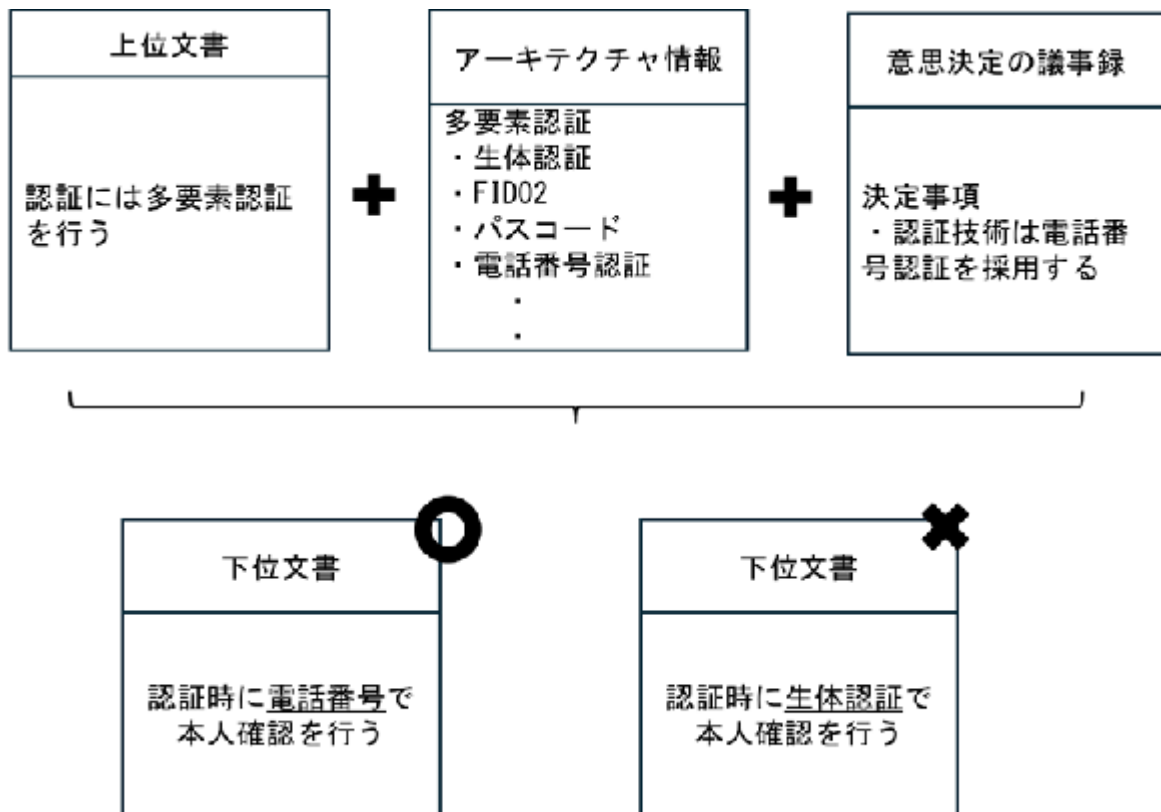 上位文書
認証には多要素認証
を行う
アーキテクチャ情報
多要素認証
・生体認証
・FIDO2
・パスコード
・電話番号認証
・
・
意思決定の議事録
決定事項
・認証技術は電話番
号認証を採用する
下位文書
認証時に電話番号で
本人確認を行う
下位文書
認証時に生体認証で
本人確認を行う